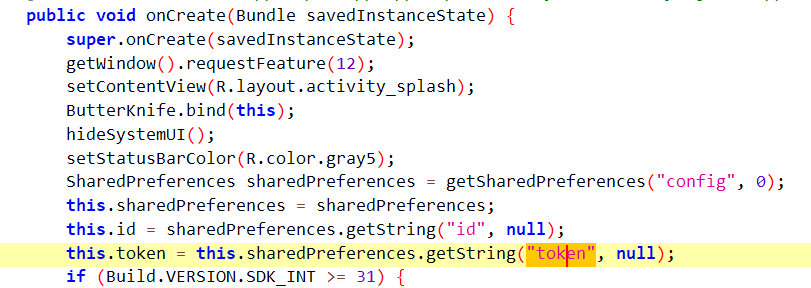 public void onCreate(Bundle savedInstanceState) {
super.onCreate(savedInstanceState);
getWindow().requestFeature(12);
setContentView(R.layout.activity_splash);
ButterKnife.bind(this);
hideSystemUI();
setStatusBarColor(R.color.gray5);
SharedPreferences sharedPreferences = getSharedPreferences("config", 0);
this.sharedPreferences = sharedPreferences;
this.id = sharedPreferences.getString("id", null);
this.token = this.sharedPreferences.getString("token", null);
if (Build.VERSION.SDK_INT >= 31) {